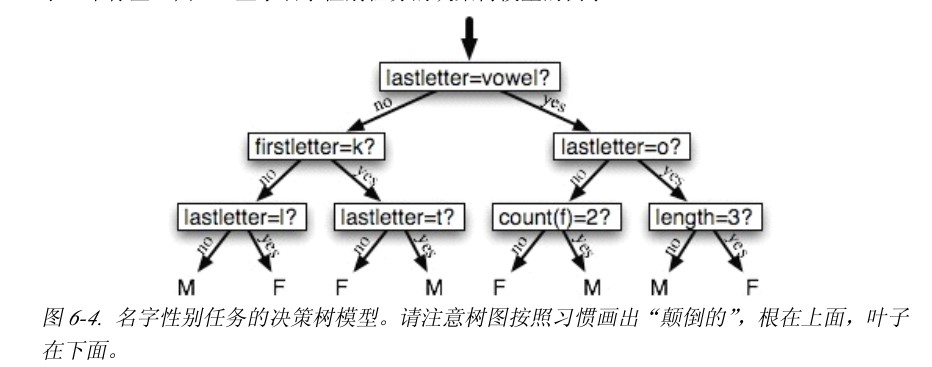 lastletter=vowel?
no yes
firstletter=k? lastletter=o?
no yes no yes
lastletter=l? lastletter=t? count(f)=2? length=3?
no yes no yes no yes no yes
M F F M F M M F
图 6-4. 名字性别任务的决策树模型。请注意树图按照习惯画出“颠倒的”，根在上面，叶子
在下面。